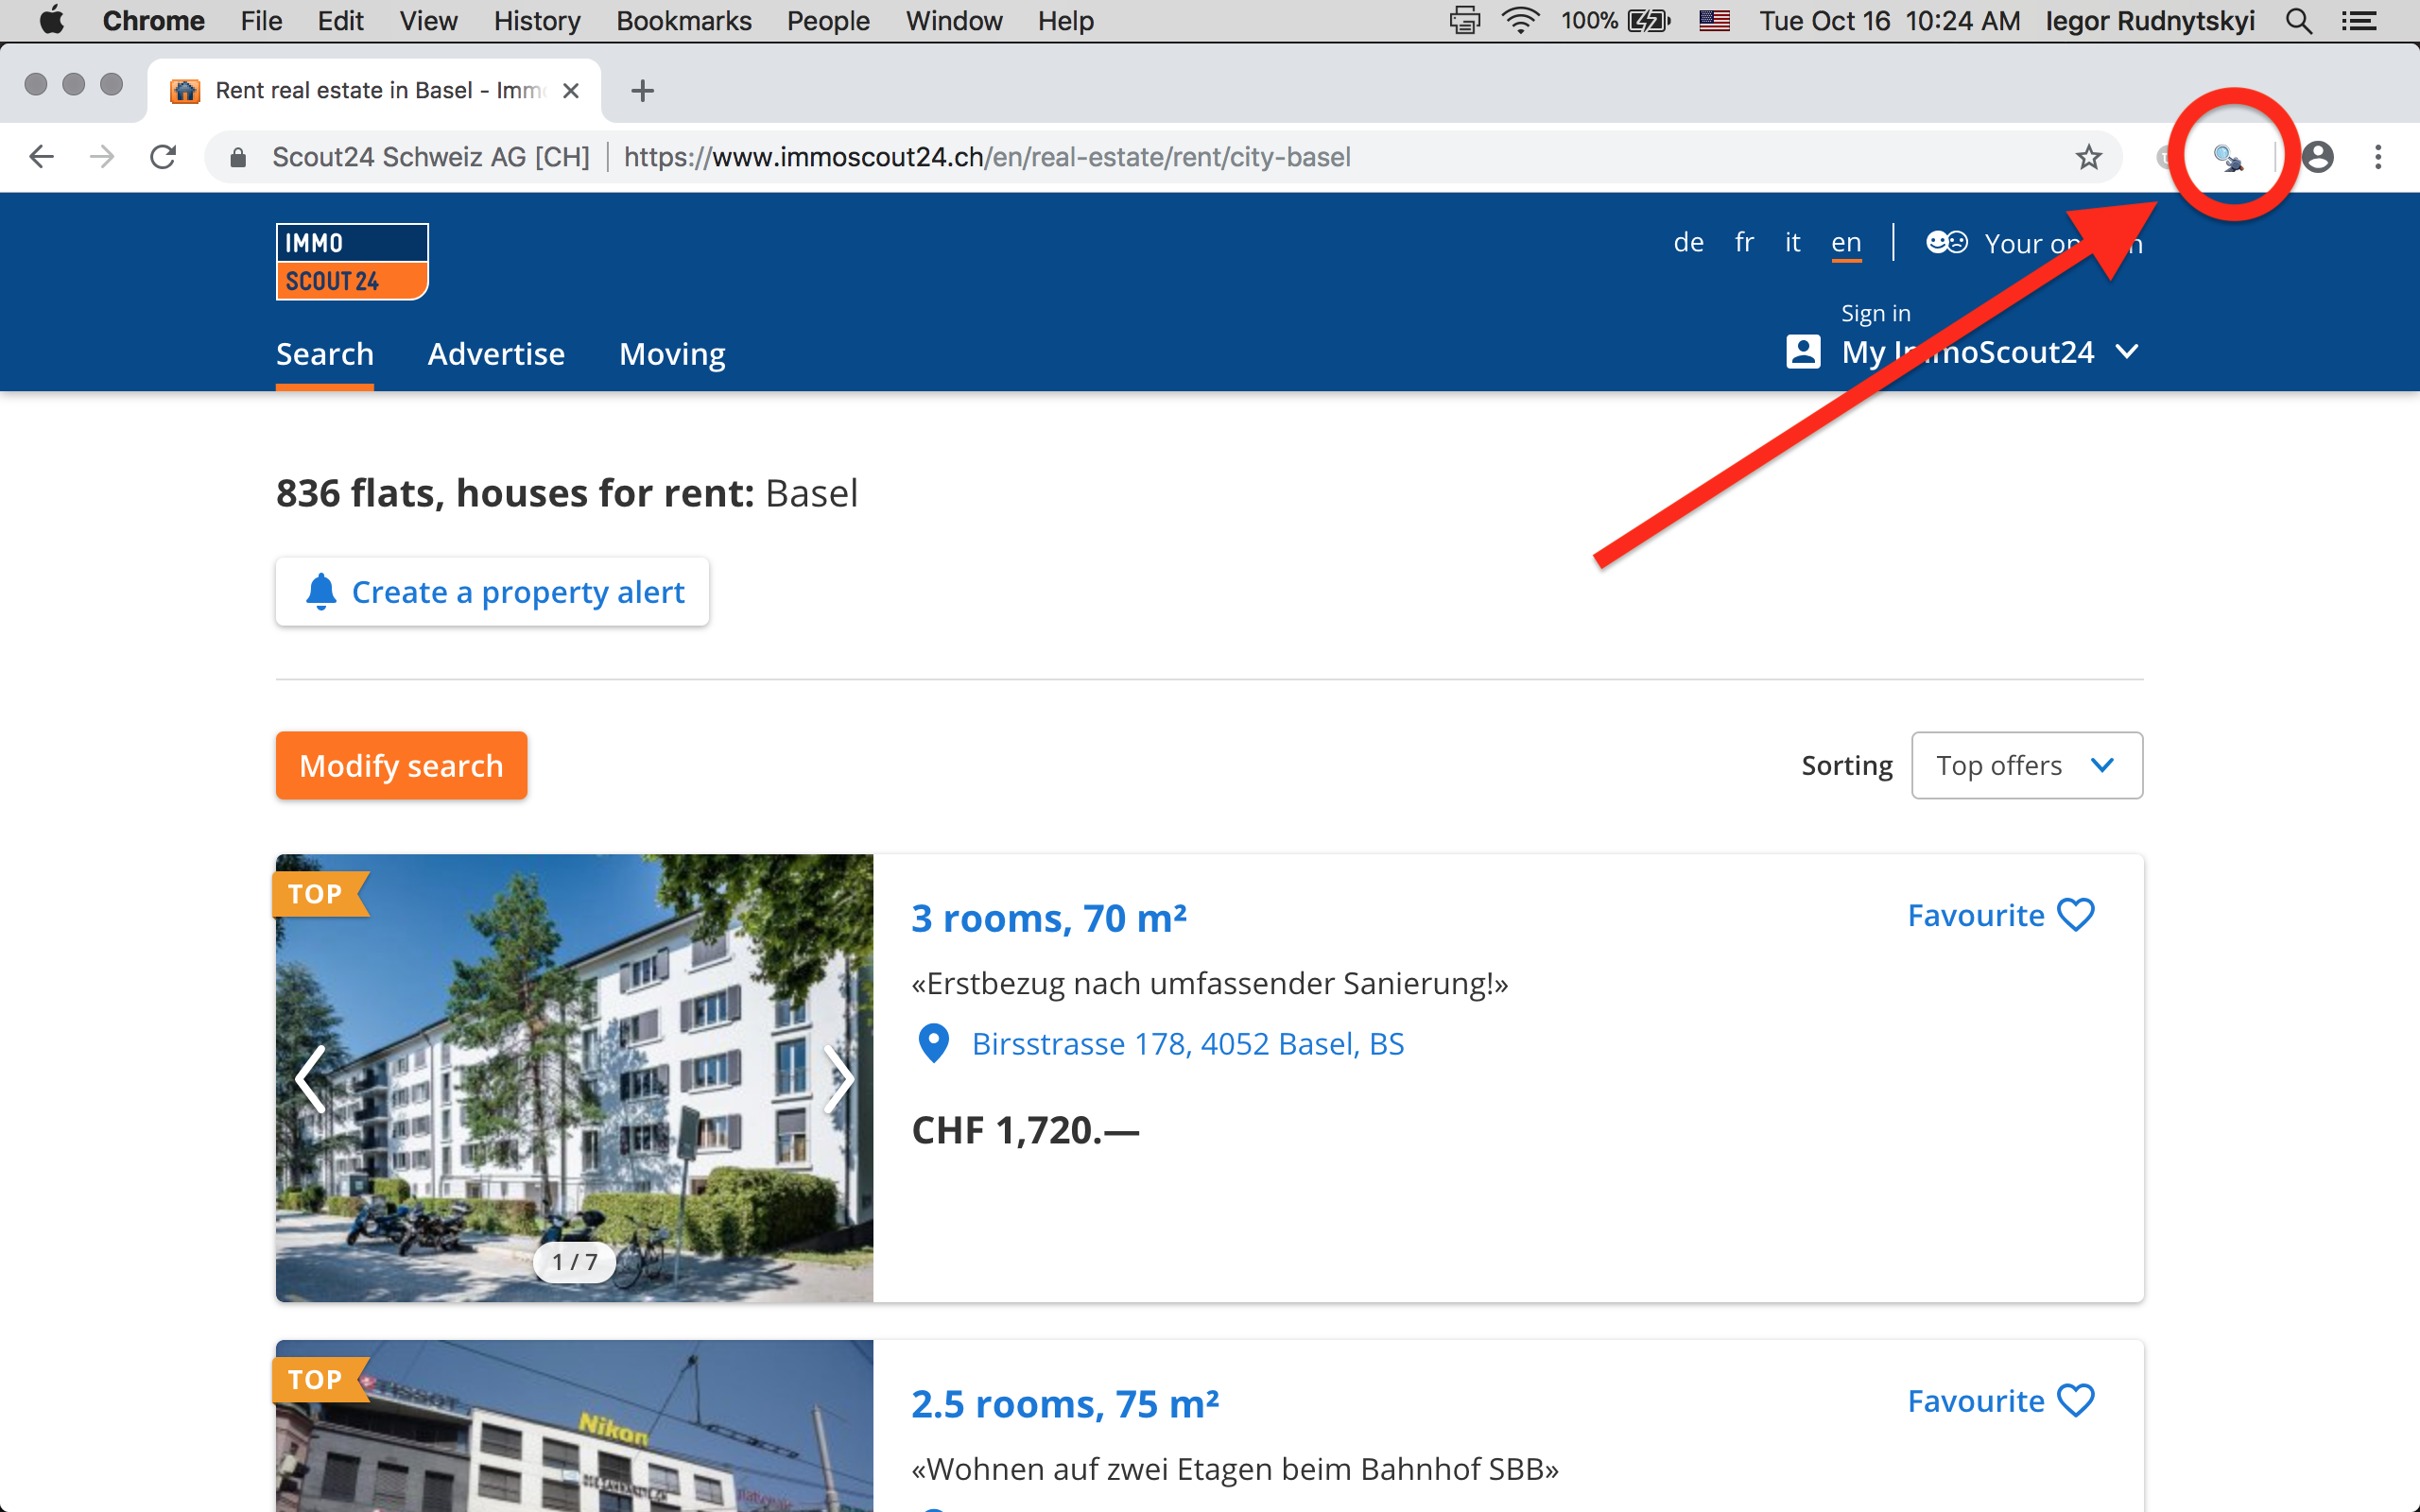 Chrome File Edit View History Bookmarks People Window Help 100% Tue Oct 16 10:24 AM Iegor Rudnytskyi
Rent real estate in Basel - Imm
Scout24 Schweiz AG [CH] https://www.immoscout24.ch/en/real-estate/rent/city-basel
IMMO
SCOUT24
de fr it en Your
Sign in
Search Advertise Moving
My ImmoScout24
836 flats, houses for rent: Basel
Create a property alert
Modify search
Sorting Top offers
TOP
3 rooms, 70 m²
Favourite
«Erstbezug nach umfassender Sanierung!»
Birsstrasse 178, 4052 Basel, BS
CHF 1,720.—
1 / 7
TOP
2.5 rooms, 75 m²
Favourite
TISSOT
Nikon
«Wohnen auf zwei Etagen beim Bahnhof SBB»